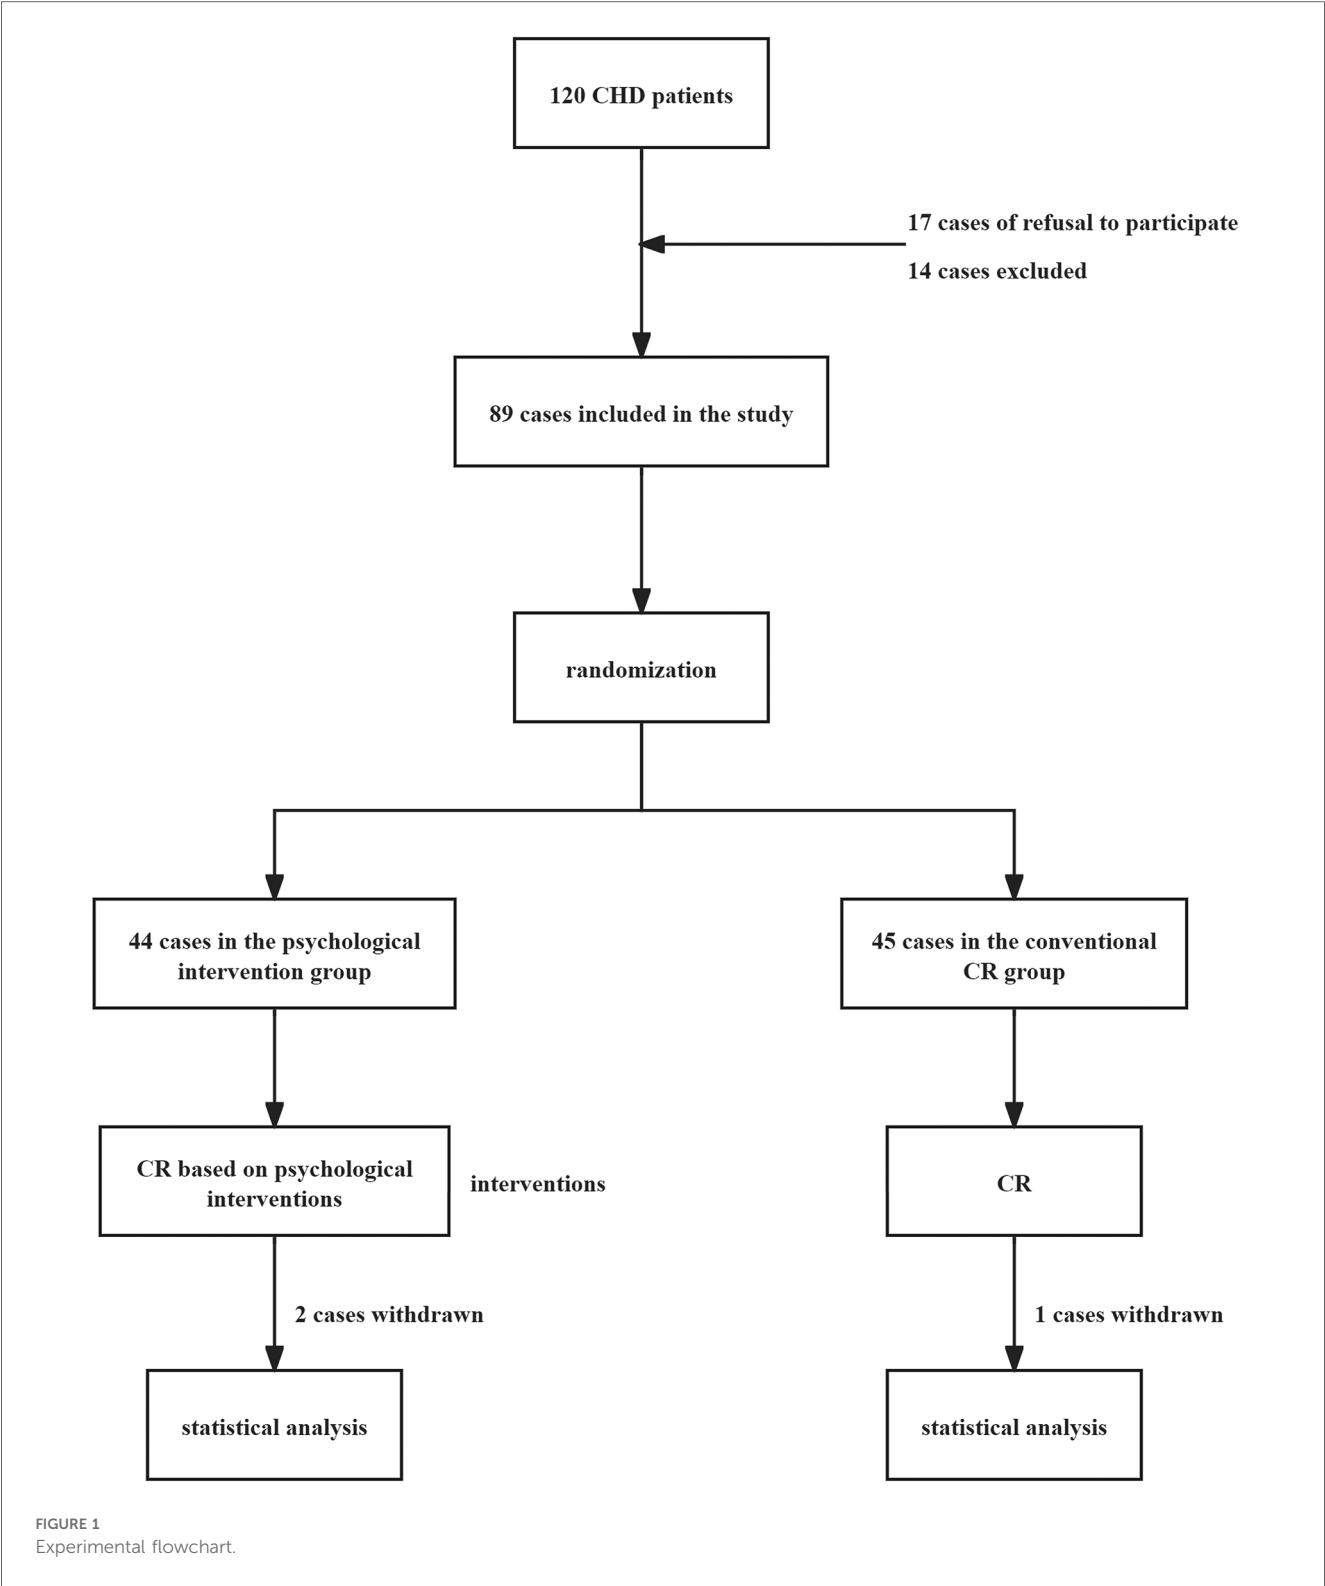 120 CHD patients
17 cases of refusal to participate
14 cases excluded
89 cases included in the study
randomization
44 cases in the psychological
intervention group
45 cases in the conventional
CR group
CR based on psychological
interventions
interventions
CR
2 cases withdrawn
1 cases withdrawn
statistical analysis
statistical analysis
FIGURE 1
Experimental flowchart.